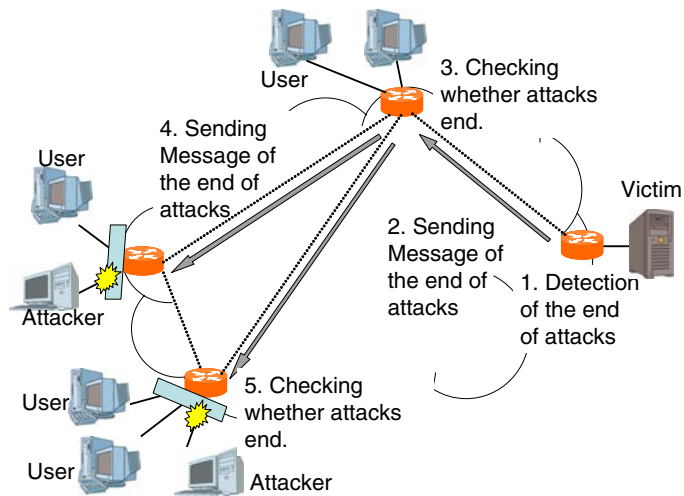 User
3. Checking
whether attacks
end.
4. Sending
Message of
the end of
attacks
User
Victim
2. Sending
Message of
the end of
attacks
1. Detection
of the end
of attacks
Attacker
5. Checking
whether attacks
end.
User
User
Attacker